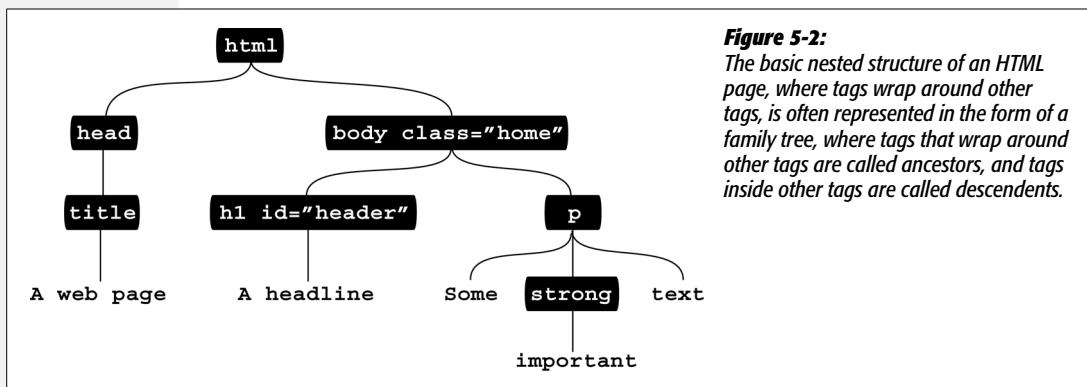 html
head
body class=”home”
title
h1 id=”header”
p
A web page
A headline
Some
strong
text
important
Figure 5-2:
The basic nested structure of an HTML
page, where tags wrap around other
tags, is often represented in the form of a
family tree, where tags that wrap around
other tags are called ancestors, and tags
inside other tags are called descendents.